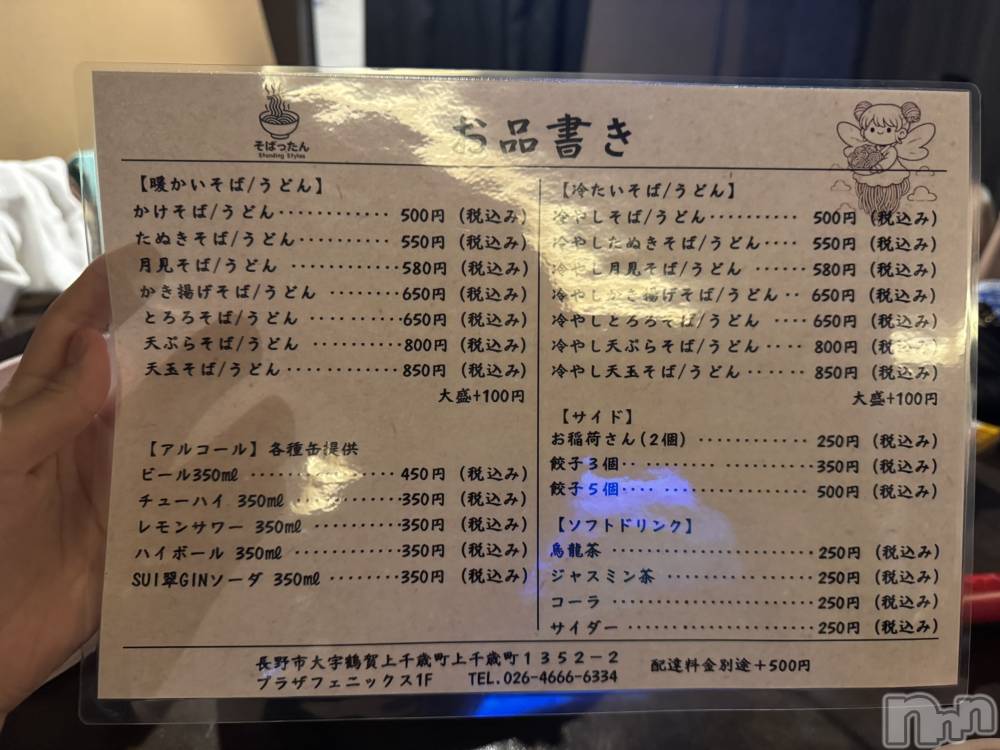 そばったん
Standing Styles
お品書き
【暖かいそば/うどん】
かけそば/うどん············ 500円 (税込み)
たぬきそば/うどん·········· 550円 (税込み)
月見そば/うどん ············580円 (税込み)
かき揚げそば/うどん ········650円 (税込み)
とろろそば/うどん ··········650円 (税込み)
天ぷらそば/うどん ··········800円 (税込み)
天玉そば/うどん ············850円 (税込み)
大盛+100円
【アルコール】各種缶提供
ビール350㎖ ················ 450円 (税込み)
チューハイ 350㎖ ············350円 (税込み)
レモンサワー 350㎖ ··········350円 (税込み)
ハイボール 350㎖ ············350円 (税込み)
SUI翠GINソーダ 350㎖ ········350円 (税込み)
【冷たいそば/うどん】
冷やしそば/うどん·········· 500円 (税込み)
冷やしたぬきそば/うどん···· 550円 (税込み)
冷やし月見そば/うどん ······580円 (税込み)
冷やしかき揚げそば/うどん ·· 650円 (税込み)
冷やしとろろそば/うどん ····650円 (税込み)
冷やし天ぷらそば/うどん ····800円 (税込み)
冷やし天玉そば/うどん ······850円 (税込み)
大盛+100円
【サイド】
お稲荷さん(2個) ············ 250円 (税込み)
餃子3個·················· 350円 (税込み)
餃子5個·················· 500円 (税込み)
【ソフトドリンク】
烏龍茶 ····················250円 (税込み)
ジャスミン茶 ··············250円 (税込み)
コーラ ····················250円 (税込み)
サイダー ··················250円 (税込み)
長野市大字鶴賀上千歳町上千歳町1352-2
プラザフェニックス1F TEL.026-4666-6334
配達料金別途+500円
nnn